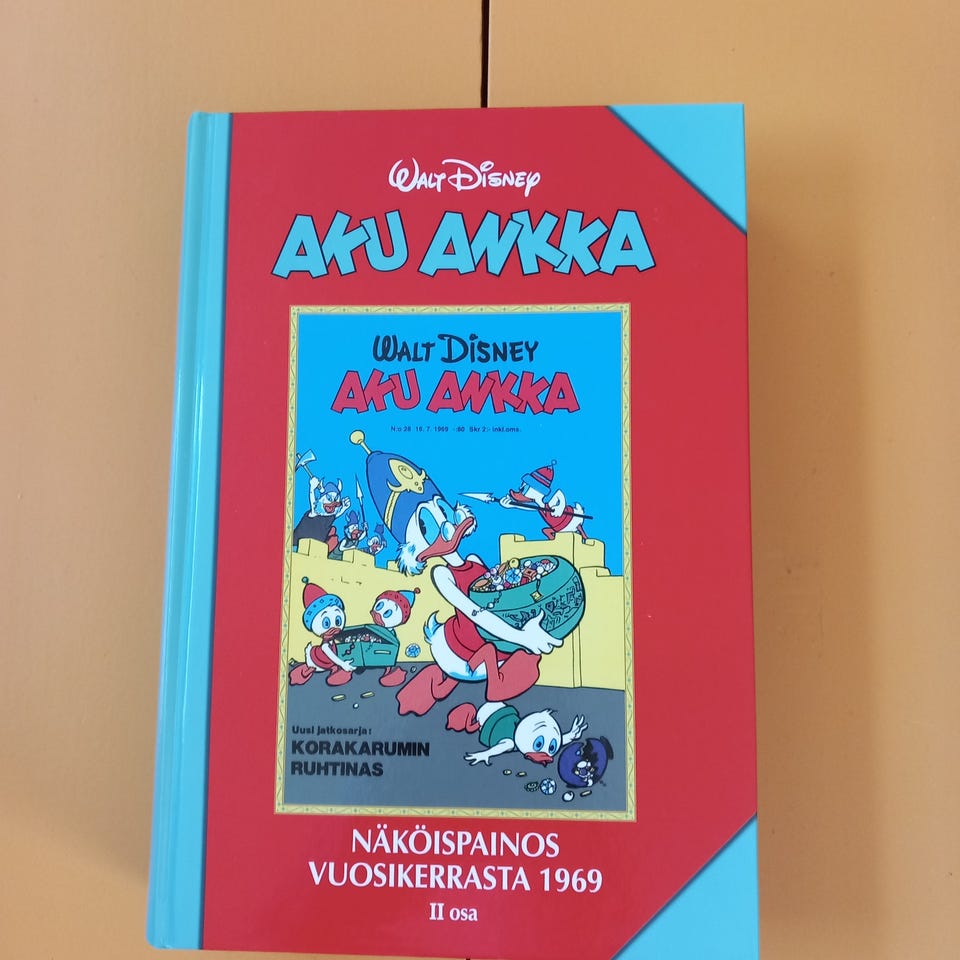 WALT DISNEY
AKU ANKKA
WALT DISNEY
AKU ANKKA
N:o 28 16. 7. 1969 -:80 Skr 2:- inkl.oms.
Uusi jatkosarja:
KORAKARUMIN
RUHTINAS
NÄKÖISPAINOS
VUOSIKERRASTA 1969
II osa